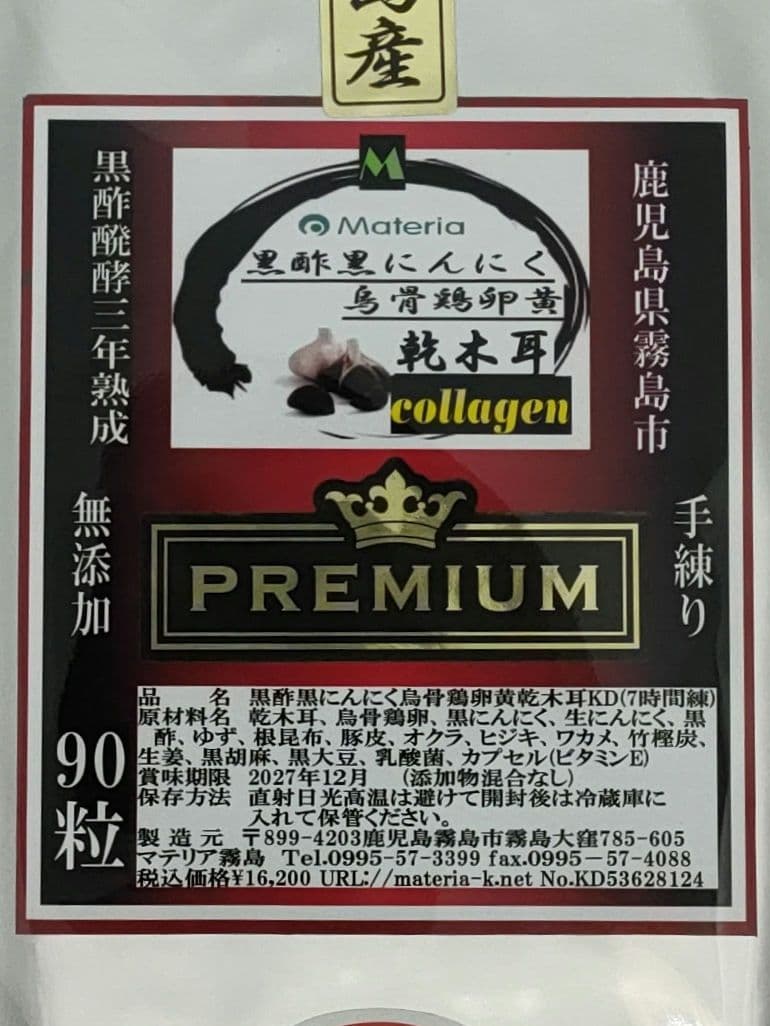 産
M
Materia
黒酢黒にんにく
烏骨鶏卵黄
乾木耳
collagen
鹿児島県霧島市
手練り
黒酢醗酵三年熟成
無添加
PREMIUM
90粒
品　　名　黒酢黒にんにく烏骨鶏卵黄乾木耳KD(7時間練)
原材料名　乾木耳、烏骨鶏卵、黒にんにく、生にんにく、黒
酢、ゆず、根昆布、豚皮、オクラ、ヒジキ、ワカメ、竹樫炭、
生姜、黒胡麻、黒大豆、乳酸菌、カプセル(ビタミンE)
賞味期限　2027年12月　(添加物混合なし)
保存方法　直射日光高温は避けて開封後は冷蔵庫に
入れて保管ください。
製 造 元　〒899-4203鹿児島霧島市霧島大窪785-605
マテリア霧島　Tel.0995-57-3399 fax.0995－57-4088
税込価格¥16,200 URL://materia-k.net No.KD53628124